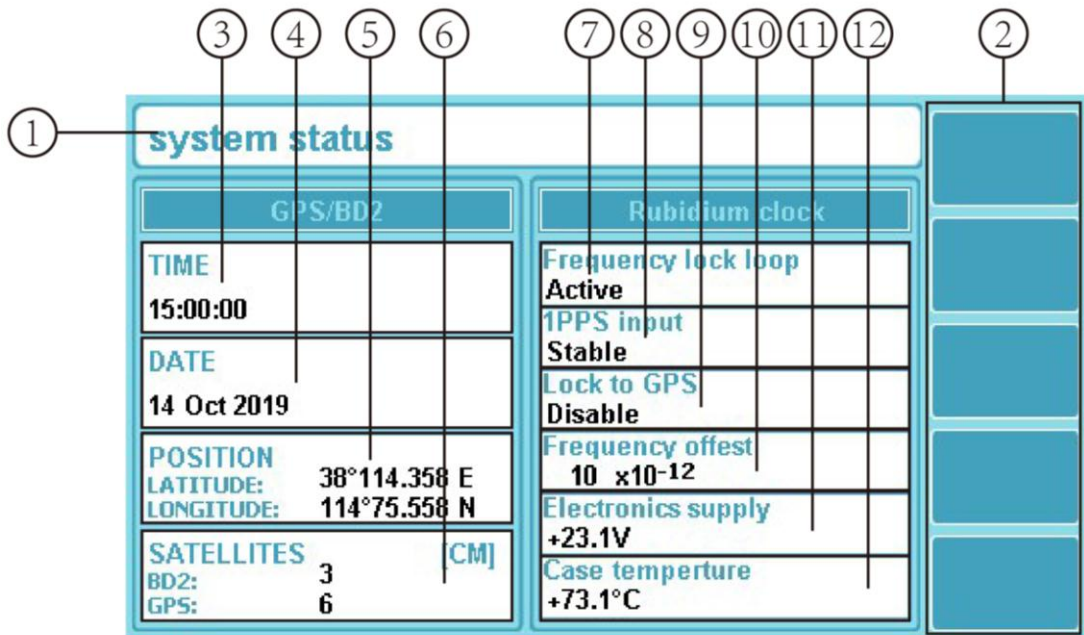 ③ ④ ⑤ ⑥ ⑦ ⑧ ⑨ ⑩ ⑪ ⑫ ②
①
system status
GPS/BD2
TIME
15:00:00
DATE
14 Oct 2019
POSITION
LATITUDE: 38°114.358 E
LONGITUDE: 114°75.558 N
SATELLITES [CM]
BD2: 3
GPS: 6
Rubidium clock
Frequency lock loop
Active
1PPS input
Stable
Lock to GPS
Disable
Frequency offest
10 x10-12
Electronics supply
+23.1V
Case temperture
+73.1°C